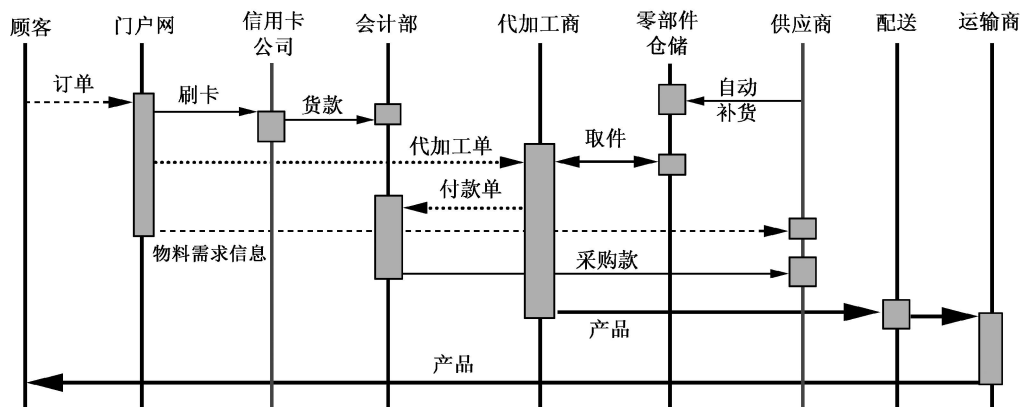 顾客
门户网
信用卡
公司
会计部
代加工商
零部件
仓储
供应商
配送
运输商
订单
刷卡
货款
自动
补货
代加工单
取件
付款单
物料需求信息
采购款
产品
产品